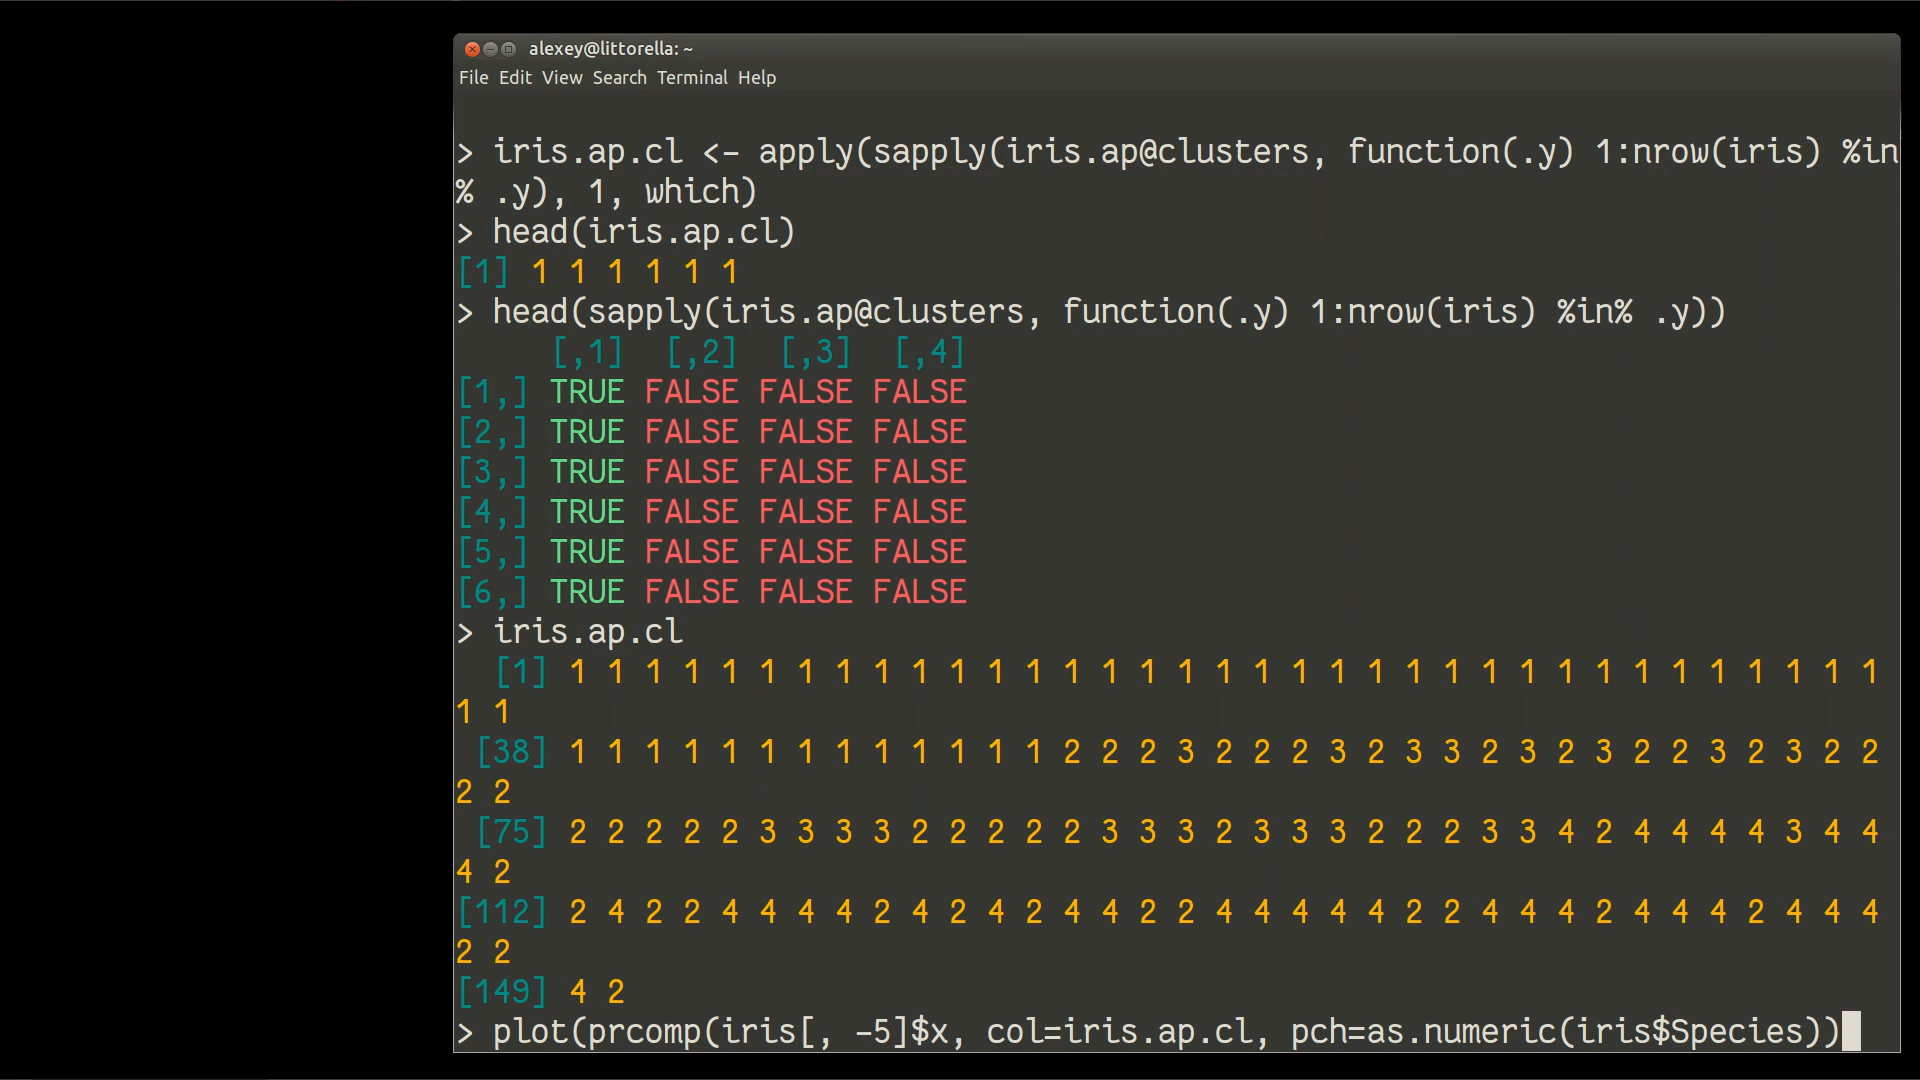 alexey@littorella: ~
File Edit View Search Terminal Help
> iris.ap.cl <- apply(sapply(iris.ap@clusters, function(.y) 1:nrow(iris) %in
% .y), 1, which)
> head(iris.ap.cl)
[1] 1 1 1 1 1 1
> head(sapply(iris.ap@clusters, function(.y) 1:nrow(iris) %in% .y))
[,1] [,2] [,3] [,4]
[1,] TRUE FALSE FALSE FALSE
[2,] TRUE FALSE FALSE FALSE
[3,] TRUE FALSE FALSE FALSE
[4,] TRUE FALSE FALSE FALSE
[5,] TRUE FALSE FALSE FALSE
[6,] TRUE FALSE FALSE FALSE
> iris.ap.cl
[1] 1 1 1 1 1 1 1 1 1 1 1 1 1 1 1 1 1 1 1 1 1 1 1 1 1 1 1 1 1 1 1 1 1 1 1
1 1
[38] 1 1 1 1 1 1 1 1 1 1 1 1 1 2 2 2 3 2 2 2 3 2 3 3 2 3 2 3 2 2 3 2 3 2 2
2 2
[75] 2 2 2 2 2 3 3 3 3 2 2 2 2 2 3 3 3 2 3 3 3 2 2 2 3 3 4 2 4 4 4 4 3 4 4
4 2
[112] 2 4 2 2 4 4 4 4 2 4 2 4 2 4 4 2 2 4 4 4 4 4 2 2 4 4 4 2 4 4 4 2 4 4 4
2 2
[149] 4 2
> plot(prcomp(iris[, -5]$x, col=iris.ap.cl, pch=as.numeric(iris$Species))